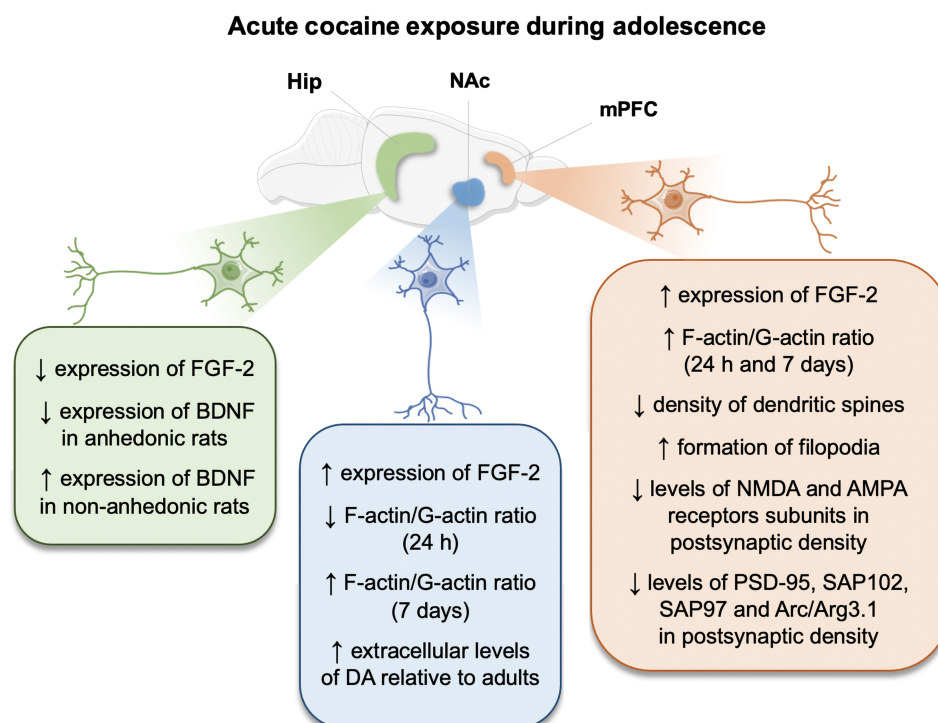 Acute cocaine exposure during adolescence
Hip
NAc
mPFC
↓ expression of FGF-2
↓ expression of BDNF
in anhedonic rats
↑ expression of BDNF
in non-anhedonic rats
↑ expression of FGF-2
↓ F-actin/G-actin ratio
(24 h)
↑ F-actin/G-actin ratio
(7 days)
↑ extracellular levels
of DA relative to adults
↑ expression of FGF-2
↑ F-actin/G-actin ratio
(24 h and 7 days)
↓ density of dendritic spines
↑ formation of filopodia
↓ levels of NMDA and AMPA
receptors subunits in
postsynaptic density
↓ levels of PSD-95, SAP102,
SAP97 and Arc/Arg3.1
in postsynaptic density